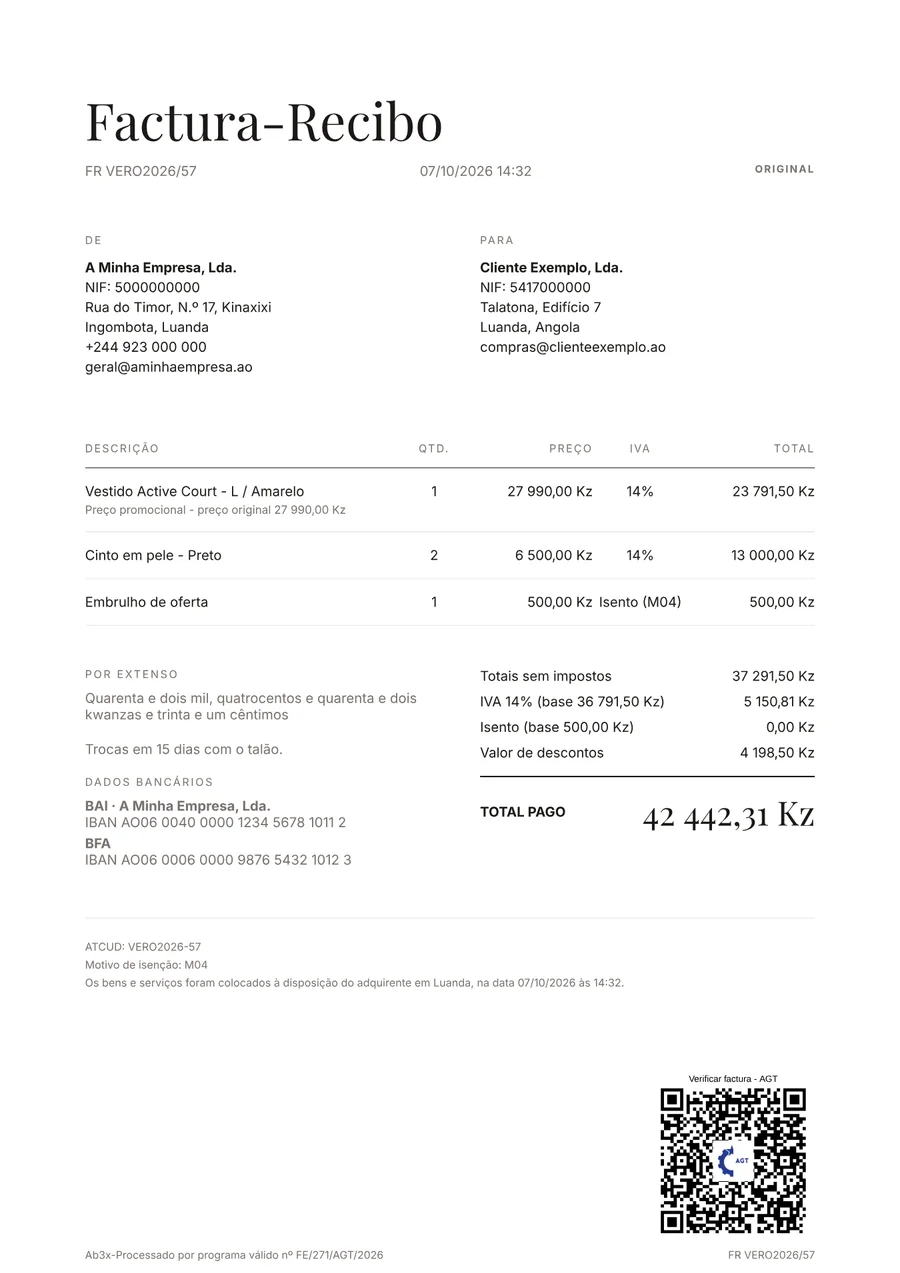 Factura-Recibo
FR VERO2026/57 07/10/2026 14:32 ORIGINAL
DE
A Minha Empresa, Lda.
NIF: 5000000000
Rua do Timor, N.º 17, Kinaxixi
Ingombota, Luanda
+244 923 000 000
geral@aminhaempresa.ao
PARA
Cliente Exemplo, Lda.
NIF: 5417000000
Talatona, Edifício 7
Luanda, Angola
compras@clienteexemplo.ao
DESCRIÇÃO QTD. PREÇO IVA TOTAL
Vestido Active Court - L / Amarelo 1 27 990,00 Kz 14% 23 791,50 Kz
Preço promocional - preço original 27 990,00 Kz
Cinto em pele - Preto 2 6 500,00 Kz 14% 13 000,00 Kz
Embrulho de oferta 1 500,00 Kz Isento (M04) 500,00 Kz
POR EXTENSO
Quarenta e dois mil, quatrocentos e quarenta e dois
kwanzas e trinta e um cêntimos
Trocas em 15 dias com o talão.
DADOS BANCÁRIOS
BAI · A Minha Empresa, Lda.
IBAN AO06 0040 0000 1234 5678 1011 2
BFA
IBAN AO06 0006 0000 9876 5432 1012 3
Totais sem impostos 37 291,50 Kz
IVA 14% (base 36 791,50 Kz) 5 150,81 Kz
Isento (base 500,00 Kz) 0,00 Kz
Valor de descontos 4 198,50 Kz
TOTAL PAGO 42 442,31 Kz
ATCUD: VERO2026-57
Motivo de isenção: M04
Os bens e serviços foram colocados à disposição do adquirente em Luanda, na data 07/10/2026 às 14:32.
Verificar factura - AGT
AGT
Ab3x-Processado por programa válido nº FE/271/AGT/2026 FR VERO2026/57